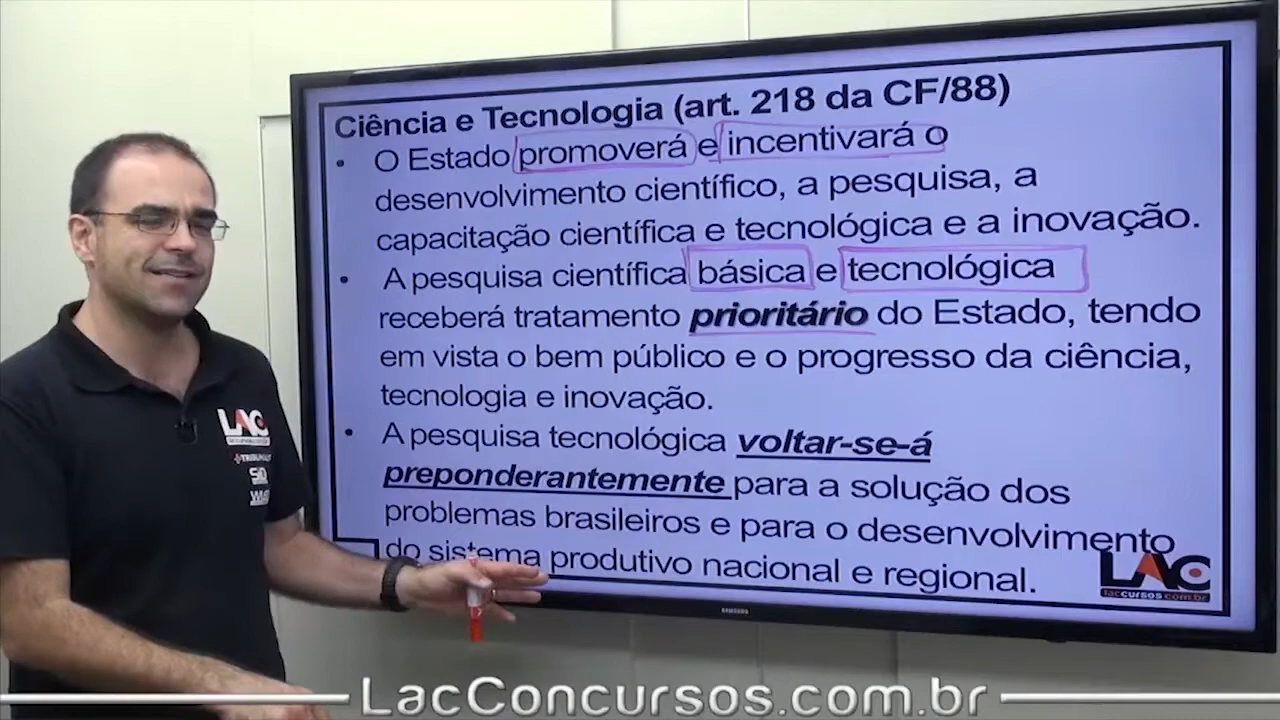 Ciência e Tecnologia (art. 218 da CF/88)
• O Estado promoverá e incentivará o
desenvolvimento científico, a pesquisa, a
capacitação científica e tecnológica e a inovação.
• A pesquisa científica básica e tecnológica
receberá tratamento prioritário do Estado, tendo
em vista o bem público e o progresso da ciência,
tecnologia e inovação.
• A pesquisa tecnológica voltar-se-á
preponderantemente para a solução dos
problemas brasileiros e para o desenvolvimento
do sistema produtivo nacional e regional.
LAC
laccursos.com.br
SAMSUNG
LAC
LacConcursos.com.br